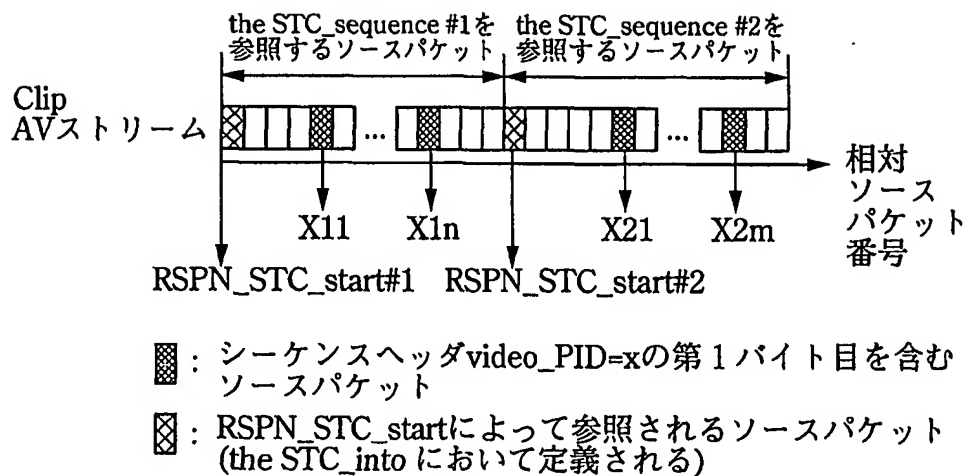 the STC_sequence #1を
参照するソースパケット
the STC_sequence #2を
参照するソースパケット
Clip
AVストリーム
...
...
相対
ソース
パケット
番号
X11
X1n
X21
X2m
RSPN_STC_start#1
RSPN_STC_start#2
: シーケンスヘッダvideo_PID=xの第1バイト目を含む
ソースパケット
: RSPN_STC_startによって参照されるソースパケット
(the STC_into において定義される)